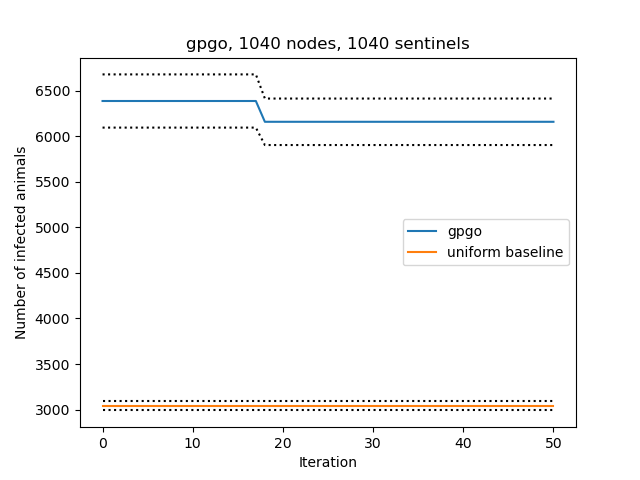 gpgo, 1040 nodes, 1040 sentinels
Number of infected animals
6500
6000
5500
5000
4500
4000
3500
3000
gpgo
uniform baseline
0 10 20 30 40 50
Iteration